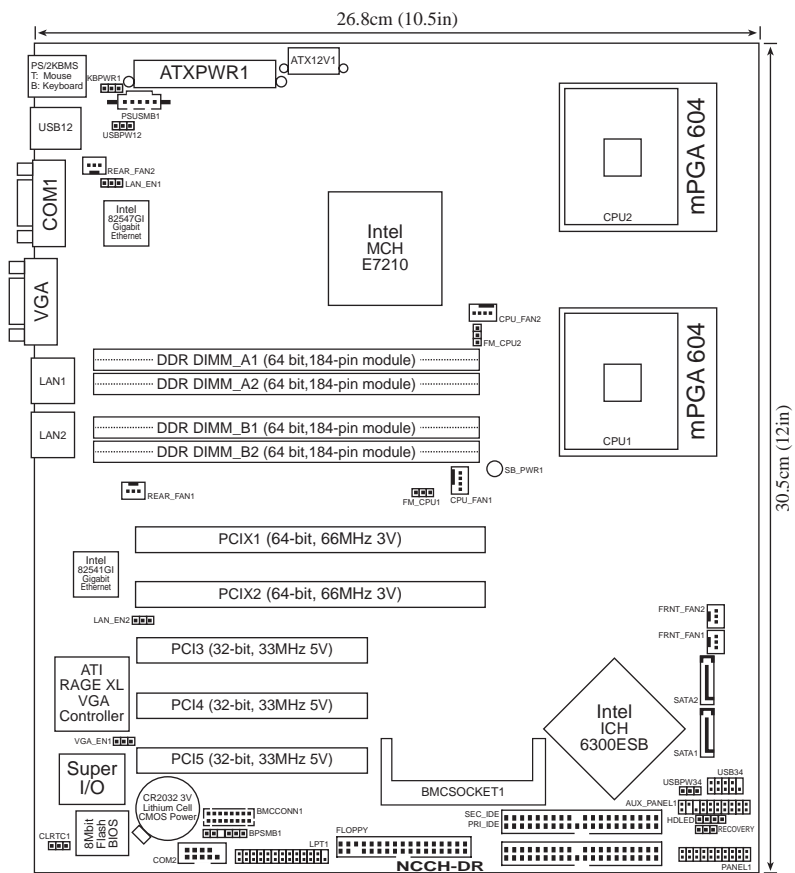 26.8cm (10.5in)
PS/2KBMS
T: Mouse
B: Keyboard
KBPWR1
ATXPWR1
ATX12V1
PSUSMB1
USB12
USBPW12
REAR_FAN2
LAN_EN1
COM1
Intel
82547GI
Gigabit
Ethernet
Intel
MCH
E7210
CPU2
mPGA 604
VGA
CPU_FAN2
FM_CPU2
LAN1
DDR DIMM_A1 (64 bit,184-pin module)
DDR DIMM_A2 (64 bit,184-pin module)
LAN2
DDR DIMM_B1 (64 bit,184-pin module)
DDR DIMM_B2 (64 bit,184-pin module)
CPU1
mPGA 604
30.5cm (12in)
SB_PWR1
REAR_FAN1
FM_CPU1
CPU_FAN1
PCIX1 (64-bit, 66MHz 3V)
Intel
82541GI
Gigabit
Ethernet
PCIX2 (64-bit, 66MHz 3V)
LAN_EN2
FRNT_FAN2
FRNT_FAN1
PCI3 (32-bit, 33MHz 5V)
ATI
RAGE XL
VGA
Controller
PCI4 (32-bit, 33MHz 5V)
Intel
ICH
6300ESB
SATA2
SATA1
VGA_EN1
PCI5 (32-bit, 33MHz 5V)
Super
I/O
BMCSOCKET1
USBPW34
USB34
CR2032 3V
Lithium Cell
CMOS Power
BMCCONN1
AUX_PANEL1
SEC_IDE
PRI_IDE
HDLED
RECOVERY
8Mbit
Flash
BIOS
CLRTC1
BPSMB1
FLOPPY
COM2
LPT1
NCCH-DR
PANEL1